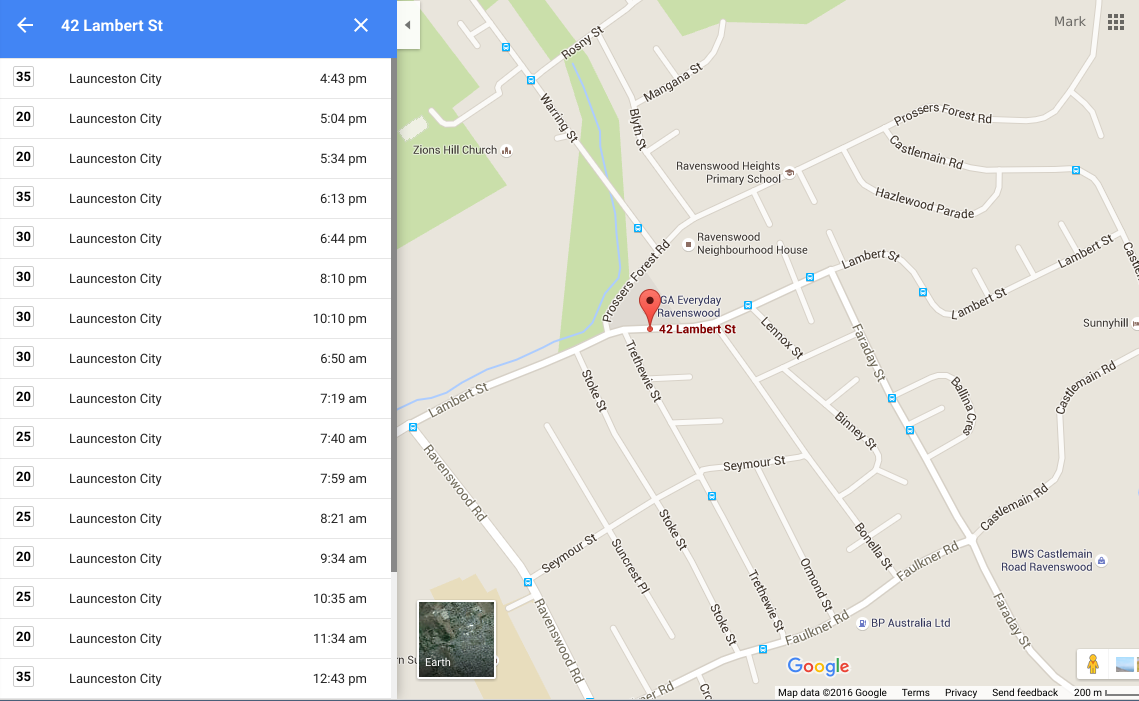 42 Lambert St
35 Launceston City 4:43 pm
20 Launceston City 5:04 pm
20 Launceston City 5:34 pm
35 Launceston City 6:13 pm
30 Launceston City 6:44 pm
30 Launceston City 8:10 pm
30 Launceston City 10:10 pm
30 Launceston City 6:50 am
20 Launceston City 7:19 am
25 Launceston City 7:40 am
20 Launceston City 7:59 am
25 Launceston City 8:21 am
20 Launceston City 9:34 am
25 Launceston City 10:35 am
20 Launceston City 11:34 am
35 Launceston City 12:43 pm
Mark
Rosny St
Mangana St
Warring St
Blyth St
Prossers Forest Rd
Castlemain Rd
Zions Hill Church
Ravenswood Heights
Primary School
Hazlewood Parade
Ravenswood
Neighbourhood House
Prossers Forest Rd
Lambert St
Lambert St
Lambert St
GA Everyday
Ravenswood
42 Lambert St
Lennox St
Sunnyhill
Faraday St
Trethewie St
Stoke St
Lambert St
Castlemain Rd
Ballina Cres
Binney St
Ravenswood Rd
Seymour St
Stoke St
Castlemain Rd
Seymour St
Suncrest Pl
Bonella St
Faulkner Rd
BWS Castlemain
Road Ravenswood
Ormond St
Trethewie St
Stoke St
Ravenswood Rd
Faraday St
Faulkner Rd
BP Australia Ltd
Earth
Google
Map data ©2016 Google Terms Privacy Send feedback 200 m